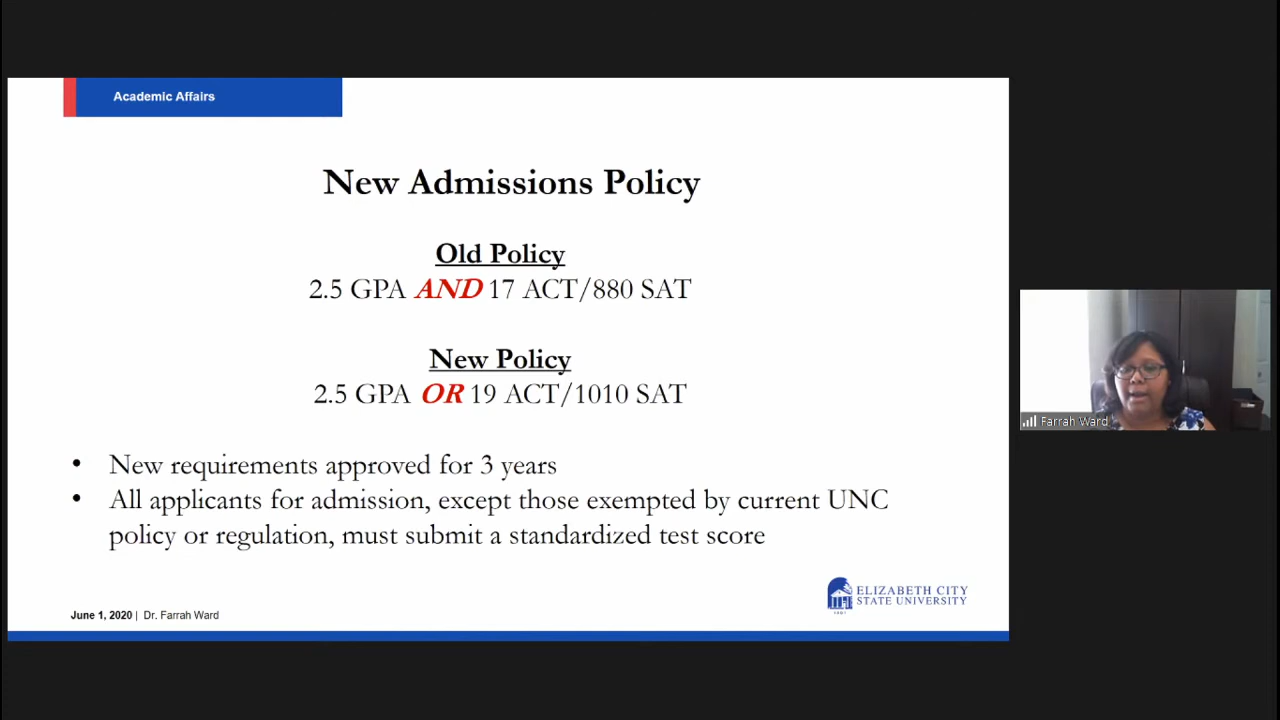 Academic Affairs
New Admissions Policy
Old Policy
2.5 GPA AND 17 ACT/880 SAT
New Policy
2.5 GPA OR 19 ACT/1010 SAT
• New requirements approved for 3 years
• All applicants for admission, except those exempted by current UNC
policy or regulation, must submit a standardized test score
ELIZABETH CITY
STATE UNIVERSITY
June 1, 2020 | Dr. Farrah Ward
Farrah Ward